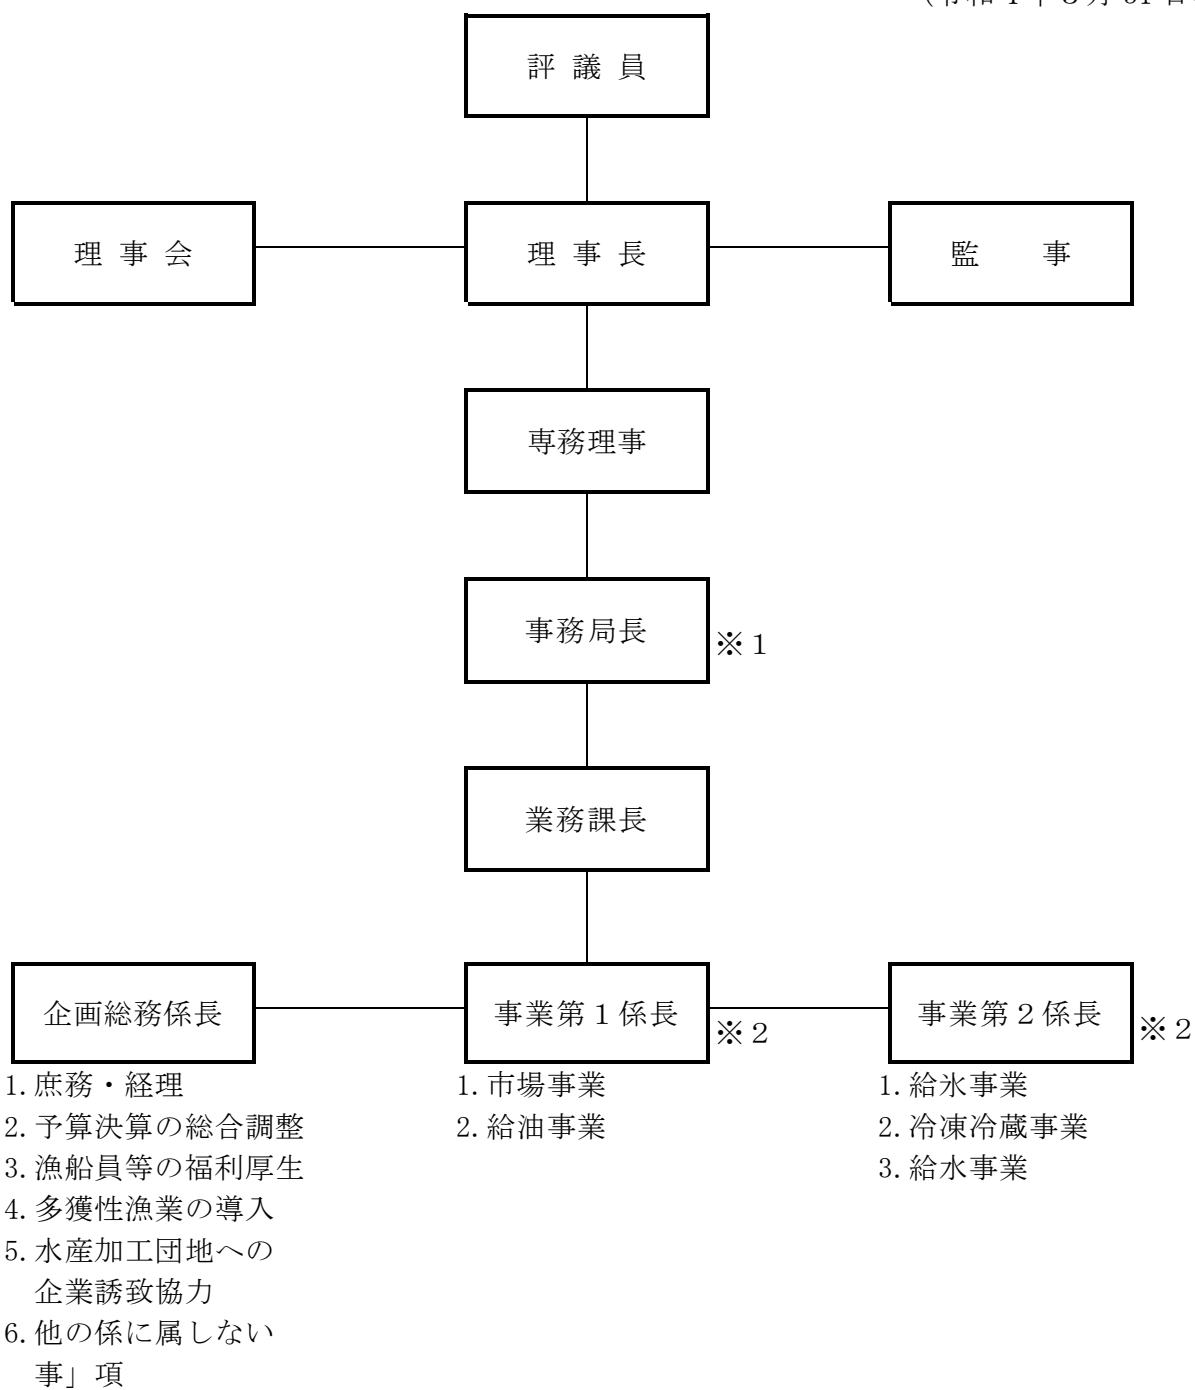 評 議 員
理 事 会
理 事 長
監 事
専務理事
事務局長
※1
業務課長
企画総務係長
事業第1係長
※2
事業第2係長
※2
1.庶務・経理
2.予算決算の総合調整
3.漁船員等の福利厚生
4.多獲性漁業の導入
5.水産加工団地への
企業誘致協力
6.他の係に属しない
事」項
1.市場事業
2.給油事業
1.給氷事業
2.冷凍冷蔵事業
3.給水事業